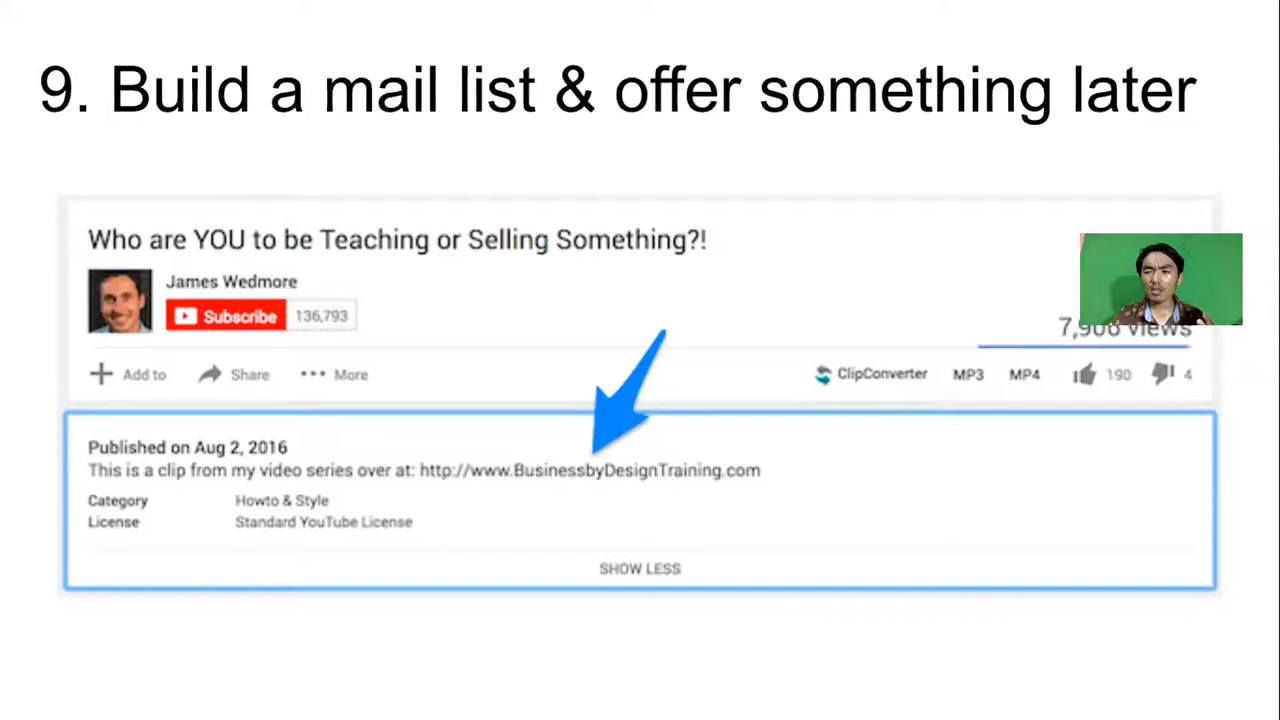 9. Build a mail list & offer something later
Who are YOU to be Teaching or Selling Something?!
James Wedmore
Subscribe 136,793
7,906 views
Add to Share More ClipConverter MP3 MP4 190 4
Published on Aug 2, 2016
This is a clip from my video series over at: http://www.BusinessbyDesignTraining.com
Category Howto & Style
License Standard YouTube License
SHOW LESS